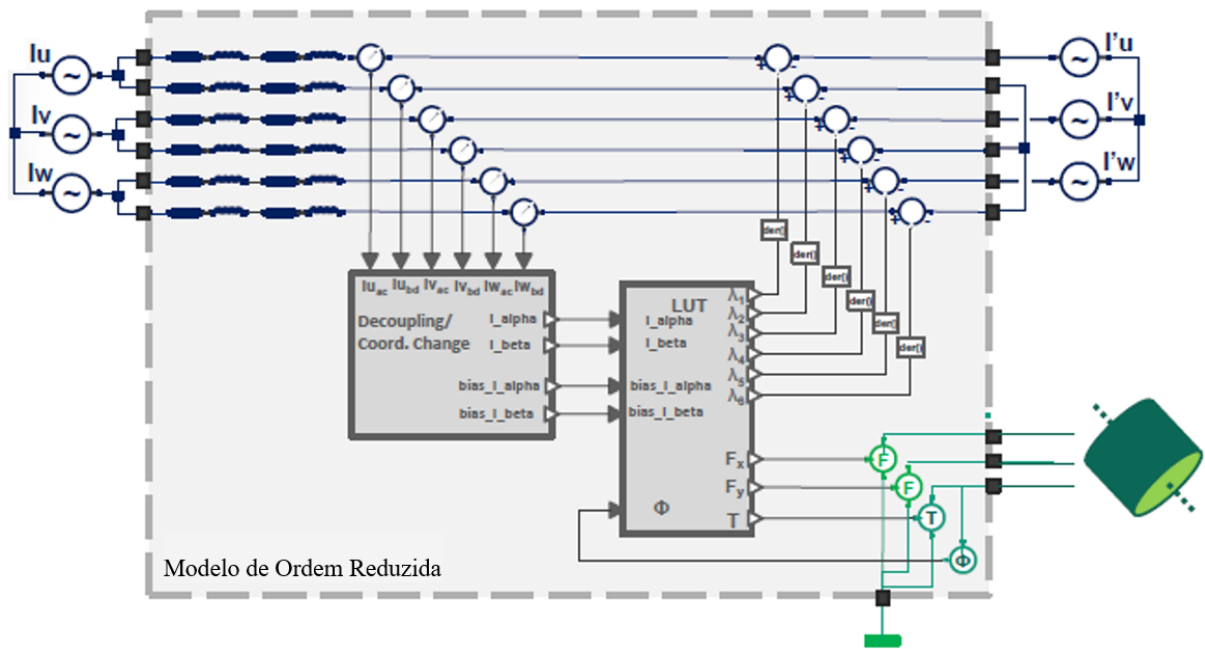 Iu
Iv
Iw
~
~
~
I'u
I'v
I'w
~
~
~
+ -
+ -
+ -
+ -
+ -
+ -
der()
der()
der()
der()
der()
der()
Iu_ac Iu_bd Iv_ac Iv_bd Iw_ac Iw_bd
Decoupling/
Coord. Change
I_alpha
I_beta
bias_I_alpha
bias_I_beta
LUT
I_alpha
I_beta
bias_I_alpha
bias_I_beta
Φ
λ₁
λ₂
λ₃
λ₄
λ₅
λ₆
Fₓ
F_y
T
F
F
T
Φ
Modelo de Ordem Reduzida